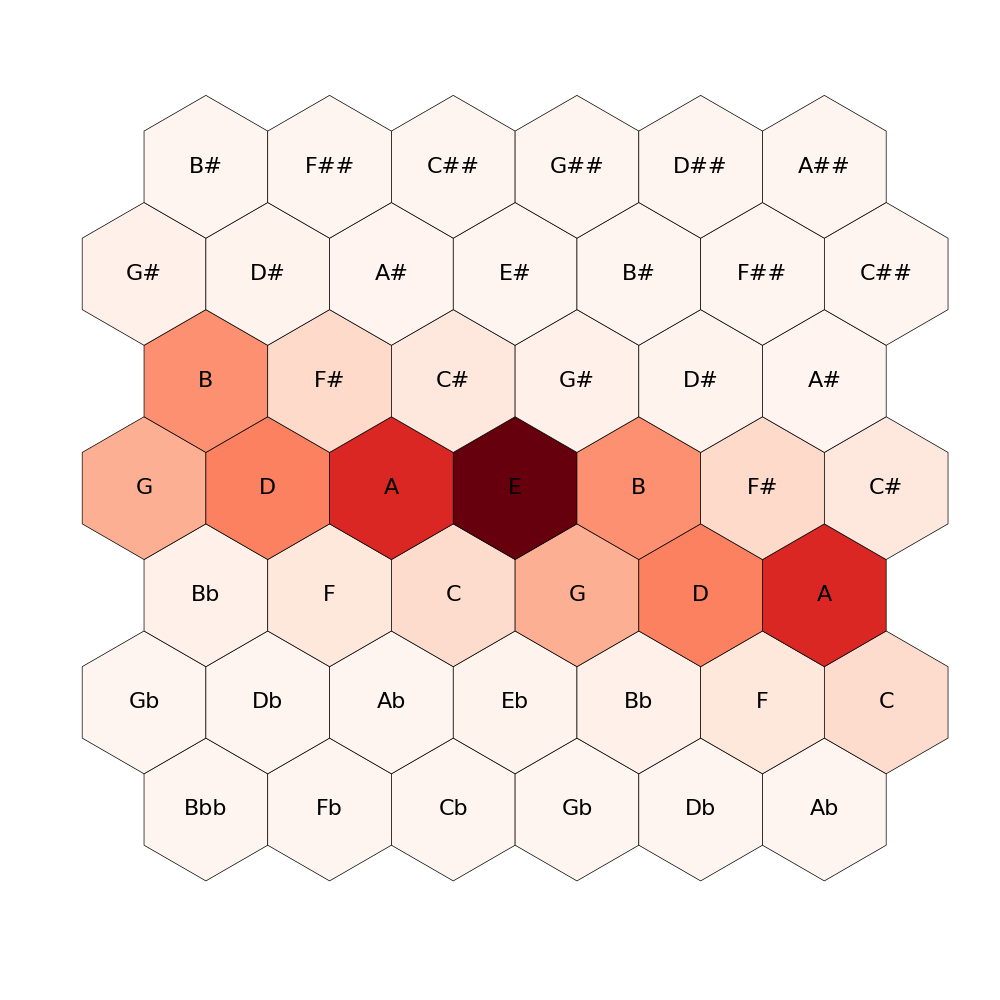 B# F## C## G## D## A##
G# D# A# E# B# F## C##
B F# C# G# D# A#
G D A E B F# C#
Bb F C G D A
Gb Db Ab Eb Bb F C
Bbb Fb Cb Gb Db Ab